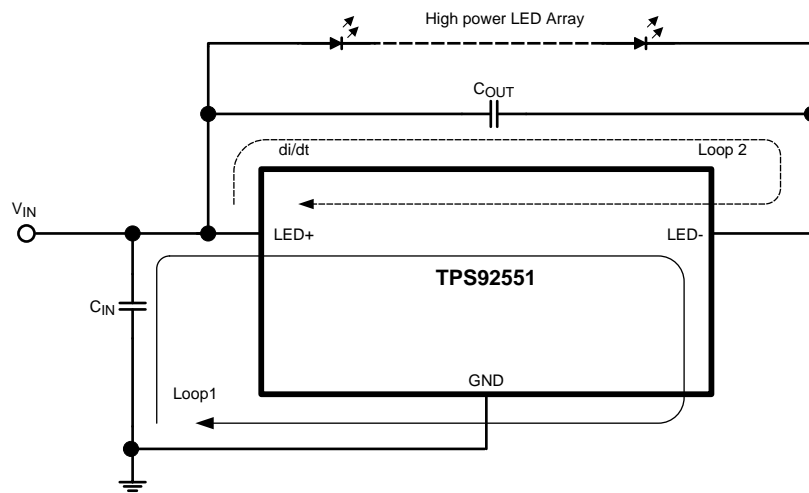 High power LED Array
COUT
di/dt
Loop 2
VIN
LED+
LED-
TPS92551
CIN
GND
Loop1